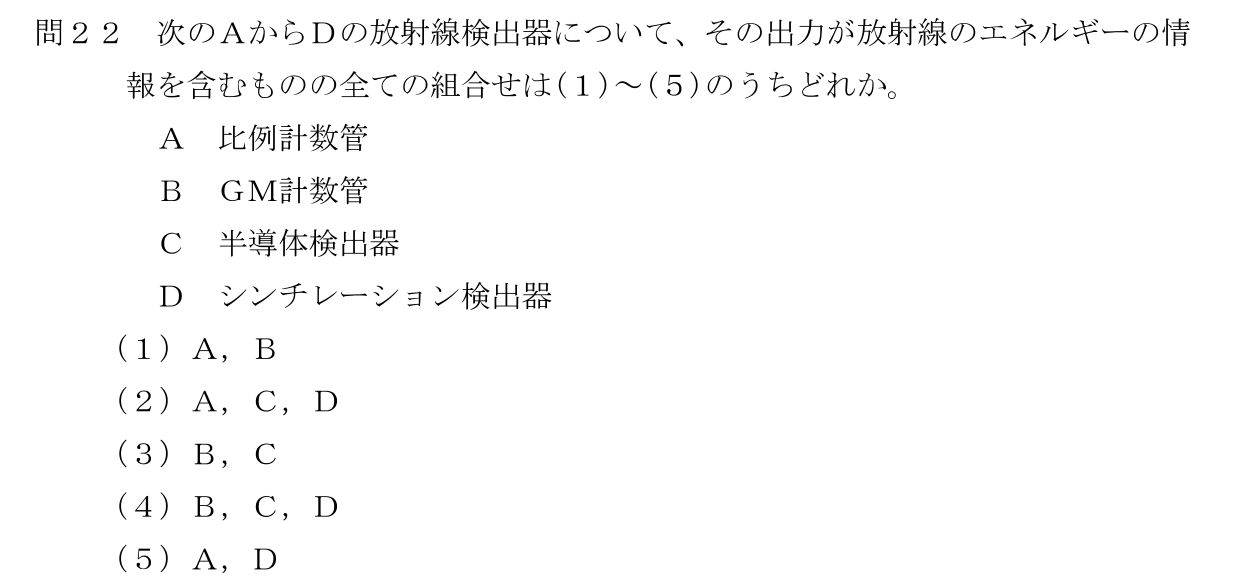 問２２　次のＡからＤの放射線検出器について、その出力が放射線のエネルギーの情
報を含むものの全ての組合せは(１)～(５)のうちどれか。
Ａ　比例計数管
Ｂ　ＧＭ計数管
Ｃ　半導体検出器
Ｄ　シンチレーション検出器
(１) Ａ，Ｂ
(２) Ａ，Ｃ，Ｄ
(３) Ｂ，Ｃ
(４) Ｂ，Ｃ，Ｄ
(５) Ａ，Ｄ